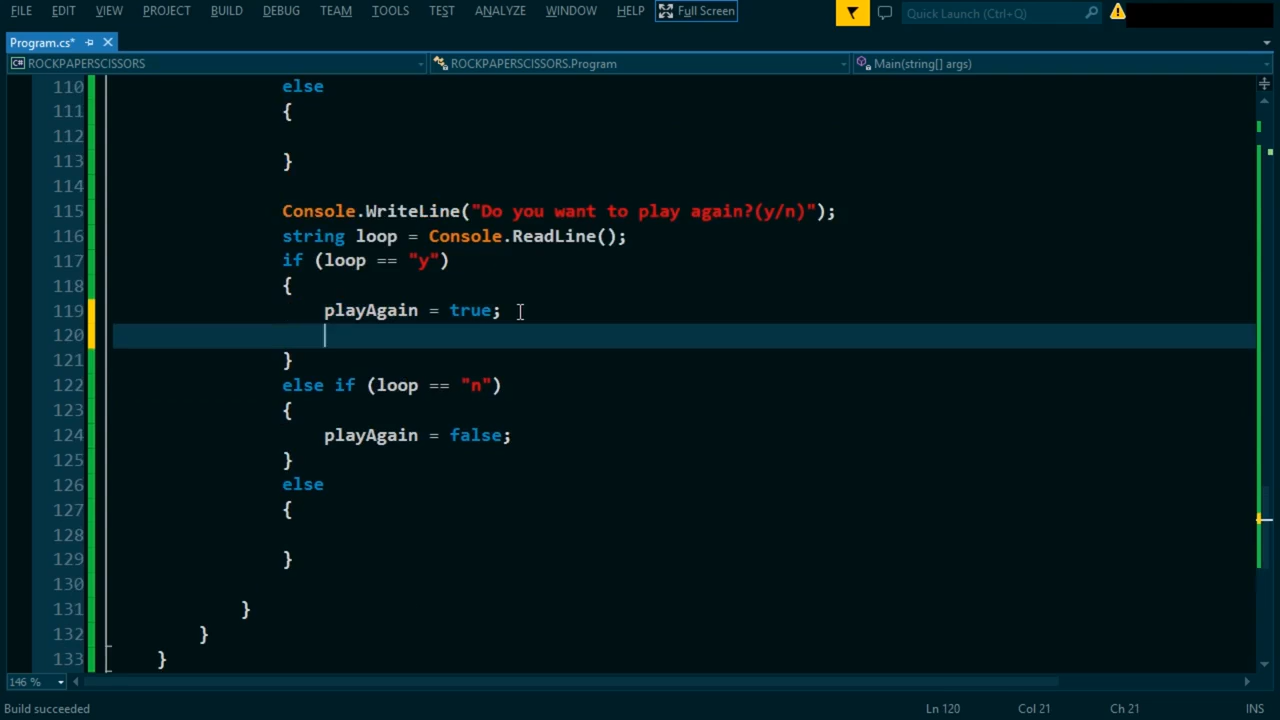 FILE EDIT VIEW PROJECT BUILD DEBUG TEAM TOOLS TEST ANALYZE WINDOW HELP Full Screen Quick Launch (Ctrl+Q)
Program.cs*
ROCKPAPERSCISSORS ROCKPAPERSCISSORS.Program Main(string[] args)
110 else
111 {
112
113 }
114
115 Console.WriteLine("Do you want to play again?(y/n)");
116 string loop = Console.ReadLine();
117 if (loop == "y")
118 {
119 playAgain = true;
120
121 }
122 else if (loop == "n")
123 {
124 playAgain = false;
125 }
126 else
127 {
128
129 }
130
131 }
132 }
133 }
146 %
Build succeeded Ln 120 Col 21 Ch 21 INS